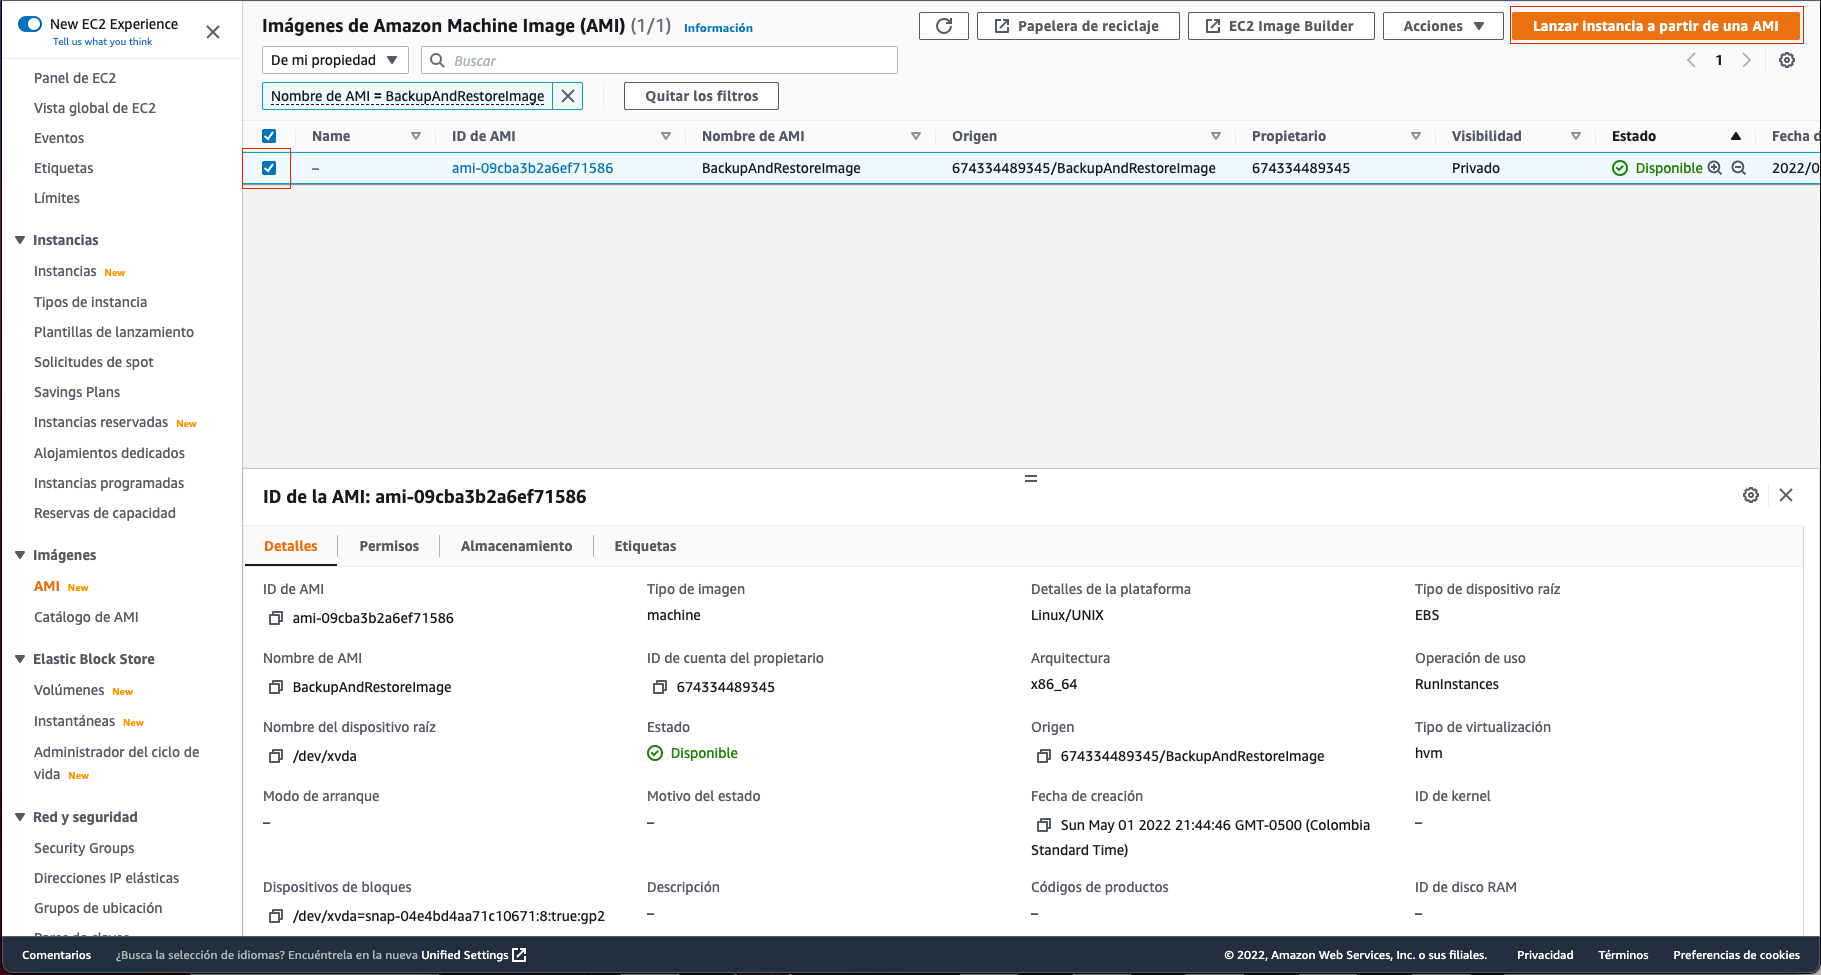 New EC2 Experience
Tell us what you think
Panel de EC2
Vista global de EC2
Eventos
Etiquetas
Límites
Instancias
Instancias New
Tipos de instancia
Plantillas de lanzamiento
Solicitudes de spot
Savings Plans
Instancias reservadas New
Alojamientos dedicados
Instancias programadas
Reservas de capacidad
Imágenes
AMI New
Catálogo de AMI
Elastic Block Store
Volúmenes New
Instantáneas New
Administrador del ciclo de
vida New
Red y seguridad
Security Groups
Direcciones IP elásticas
Grupos de ubicación
Imágenes de Amazon Machine Image (AMI) (1/1) Información
Papelera de reciclaje
EC2 Image Builder
Acciones
Lanzar instancia a partir de una AMI
De mi propiedad
Buscar
1
Nombre de AMI = BackupAndRestoreImage
Quitar los filtros
Name ID de AMI Nombre de AMI Origen Propietario Visibilidad Estado Fecha d
– ami-09cba3b2a6ef71586 BackupAndRestoreImage 674334489345/BackupAndRestoreImage 674334489345 Privado Disponible 2022/0
ID de la AMI: ami-09cba3b2a6ef71586
Detalles Permisos Almacenamiento Etiquetas
ID de AMI
ami-09cba3b2a6ef71586
Tipo de imagen
machine
Detalles de la plataforma
Linux/UNIX
Tipo de dispositivo raíz
EBS
Nombre de AMI
BackupAndRestoreImage
ID de cuenta del propietario
674334489345
Arquitectura
x86_64
Operación de uso
RunInstances
Nombre del dispositivo raíz
/dev/xvda
Estado
Disponible
Origen
674334489345/BackupAndRestoreImage
Tipo de virtualización
hvm
Modo de arranque
–
Motivo del estado
–
Fecha de creación
Sun May 01 2022 21:44:46 GMT-0500 (Colombia
Standard Time)
ID de kernel
–
Dispositivos de bloques
/dev/xvda=snap-04e4bd4aa71c10671:8:true:gp2
Descripción
–
Códigos de productos
–
ID de disco RAM
–
Comentarios ¿Busca la selección de idiomas? Encuéntrela en la nueva Unified Settings
© 2022, Amazon Web Services, Inc. o sus filiales. Privacidad Términos Preferencias de cookies